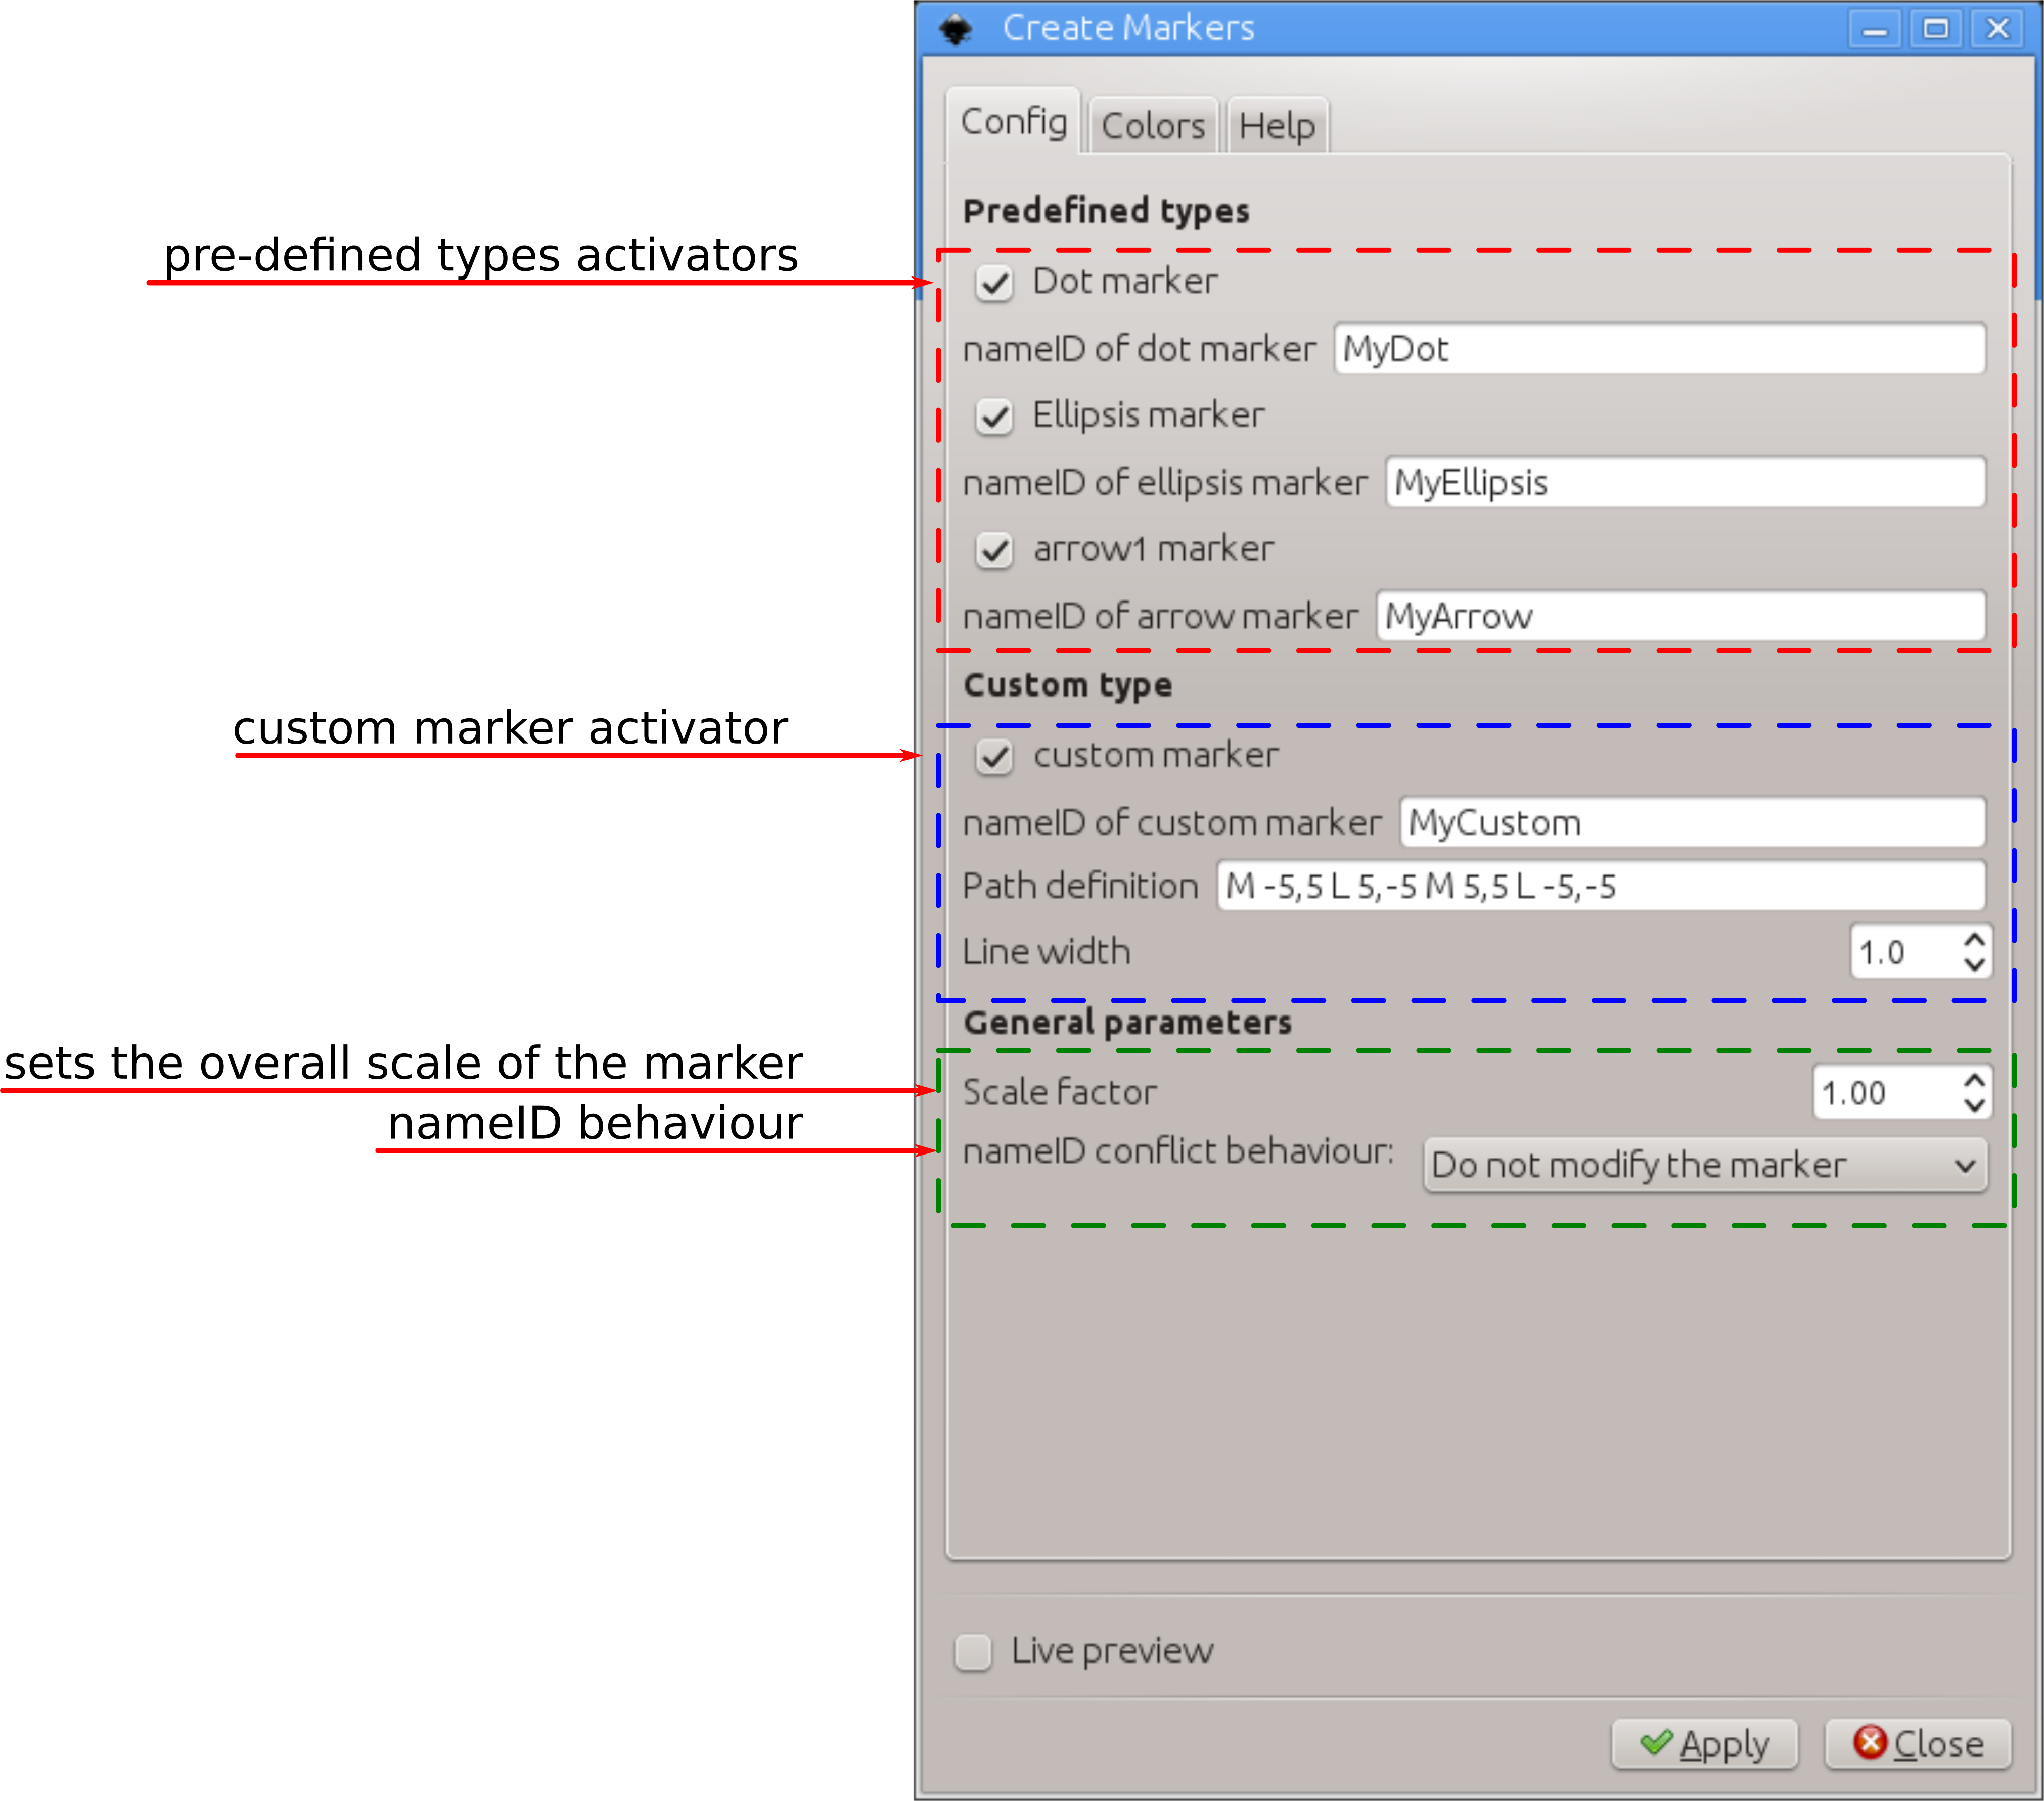 Create Markers
Config Colors Help
Predefined types
pre-defined types activators
Dot marker
nameID of dot marker MyDot
Ellipsis marker
nameID of ellipsis marker MyEllipsis
arrow1 marker
nameID of arrow marker MyArrow
Custom type
custom marker activator
custom marker
nameID of custom marker MyCustom
Path definition M -5,5 L 5,-5 M 5,5 L -5,-5
Line width 1.0
General parameters
sets the overall scale of the marker
Scale factor 1.00
nameID behaviour
nameID conflict behaviour: Do not modify the marker
Live preview
Apply Close